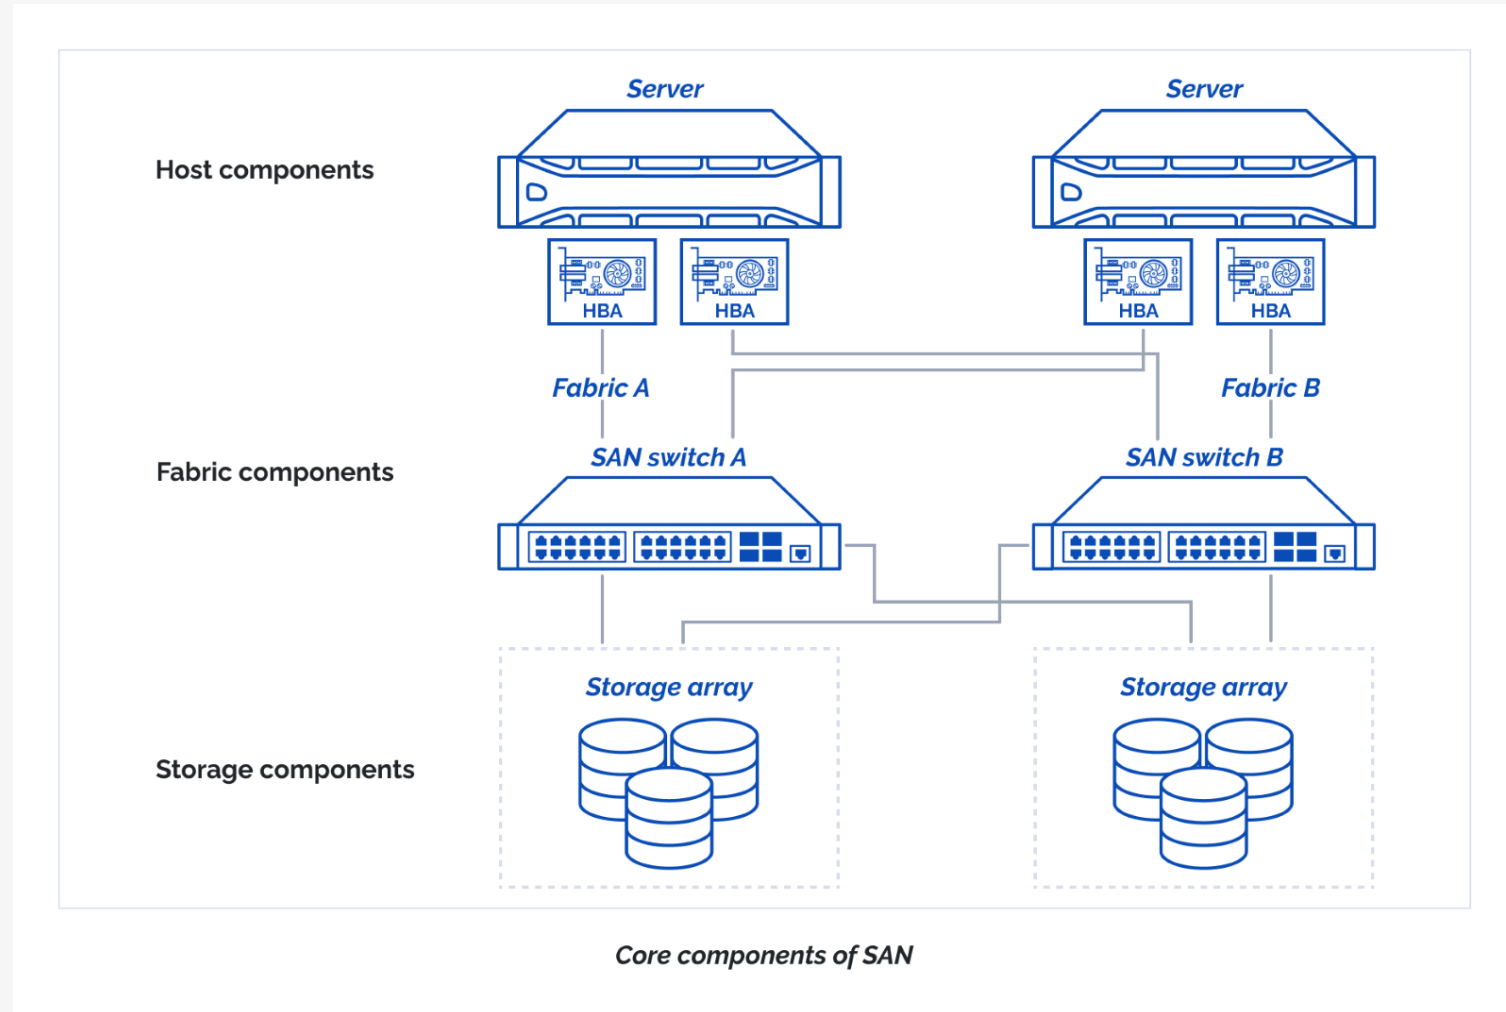 Server
Server
Host components
HBA
HBA
HBA
HBA
Fabric A
Fabric B
SAN switch A
SAN switch B
Fabric components
Storage array
Storage array
Storage components
Core components of SAN